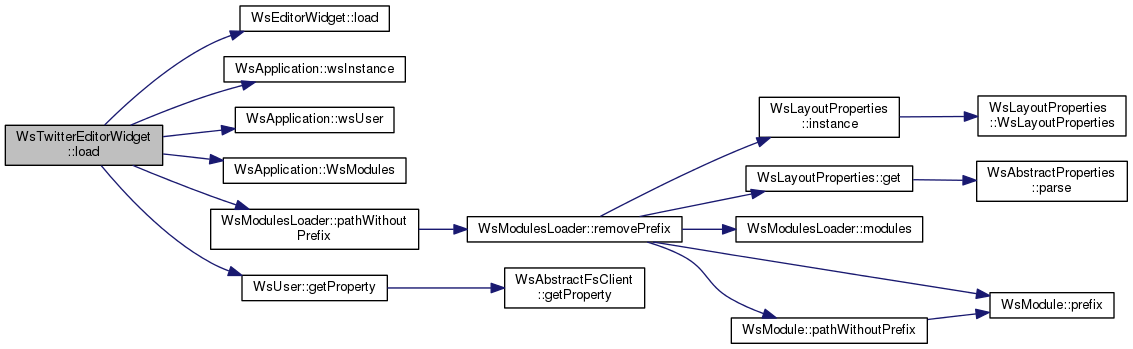 WsEditorWidget::load
WsApplication::wsInstance
WsApplication::wsUser
WsTwitterEditorWidget
::load
WsApplication::WsModules
WsModulesLoader::pathWithout
Prefix
WsUser::getProperty
WsModulesLoader::removePrefix
WsAbstractFsClient
::getProperty
WsLayoutProperties
::instance
WsLayoutProperties::get
WsModulesLoader::modules
WsModule::pathWithoutPrefix
WsLayoutProperties
::WsLayoutProperties
WsAbstractProperties
::parse
WsModule::prefix